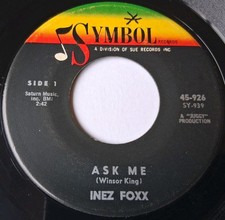 SYMBOL RECORDS
A DIVISION OF SUE RECORDS INC.
SIDE 1
Saturn Music,
Inc. BMI
2:42
45-926
SY-939
A "JUGGY"
PRODUCTION
ASK ME
(Winsor King)
INEZ FOXX